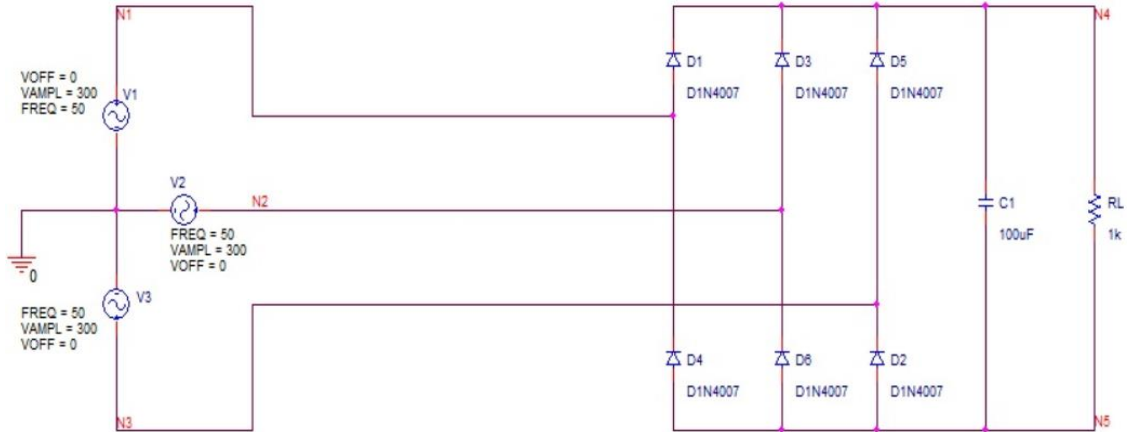 N1
N4
VOFF = 0
VAMPL = 300
FREQ = 50
V1
D1
D1N4007
D3
D1N4007
D5
D1N4007
V2
N2
FREQ = 50
VAMPL = 300
VOFF = 0
C1
100uF
RL
1k
0
V3
FREQ = 50
VAMPL = 300
VOFF = 0
D4
D1N4007
D6
D1N4007
D2
D1N4007
N3
N5